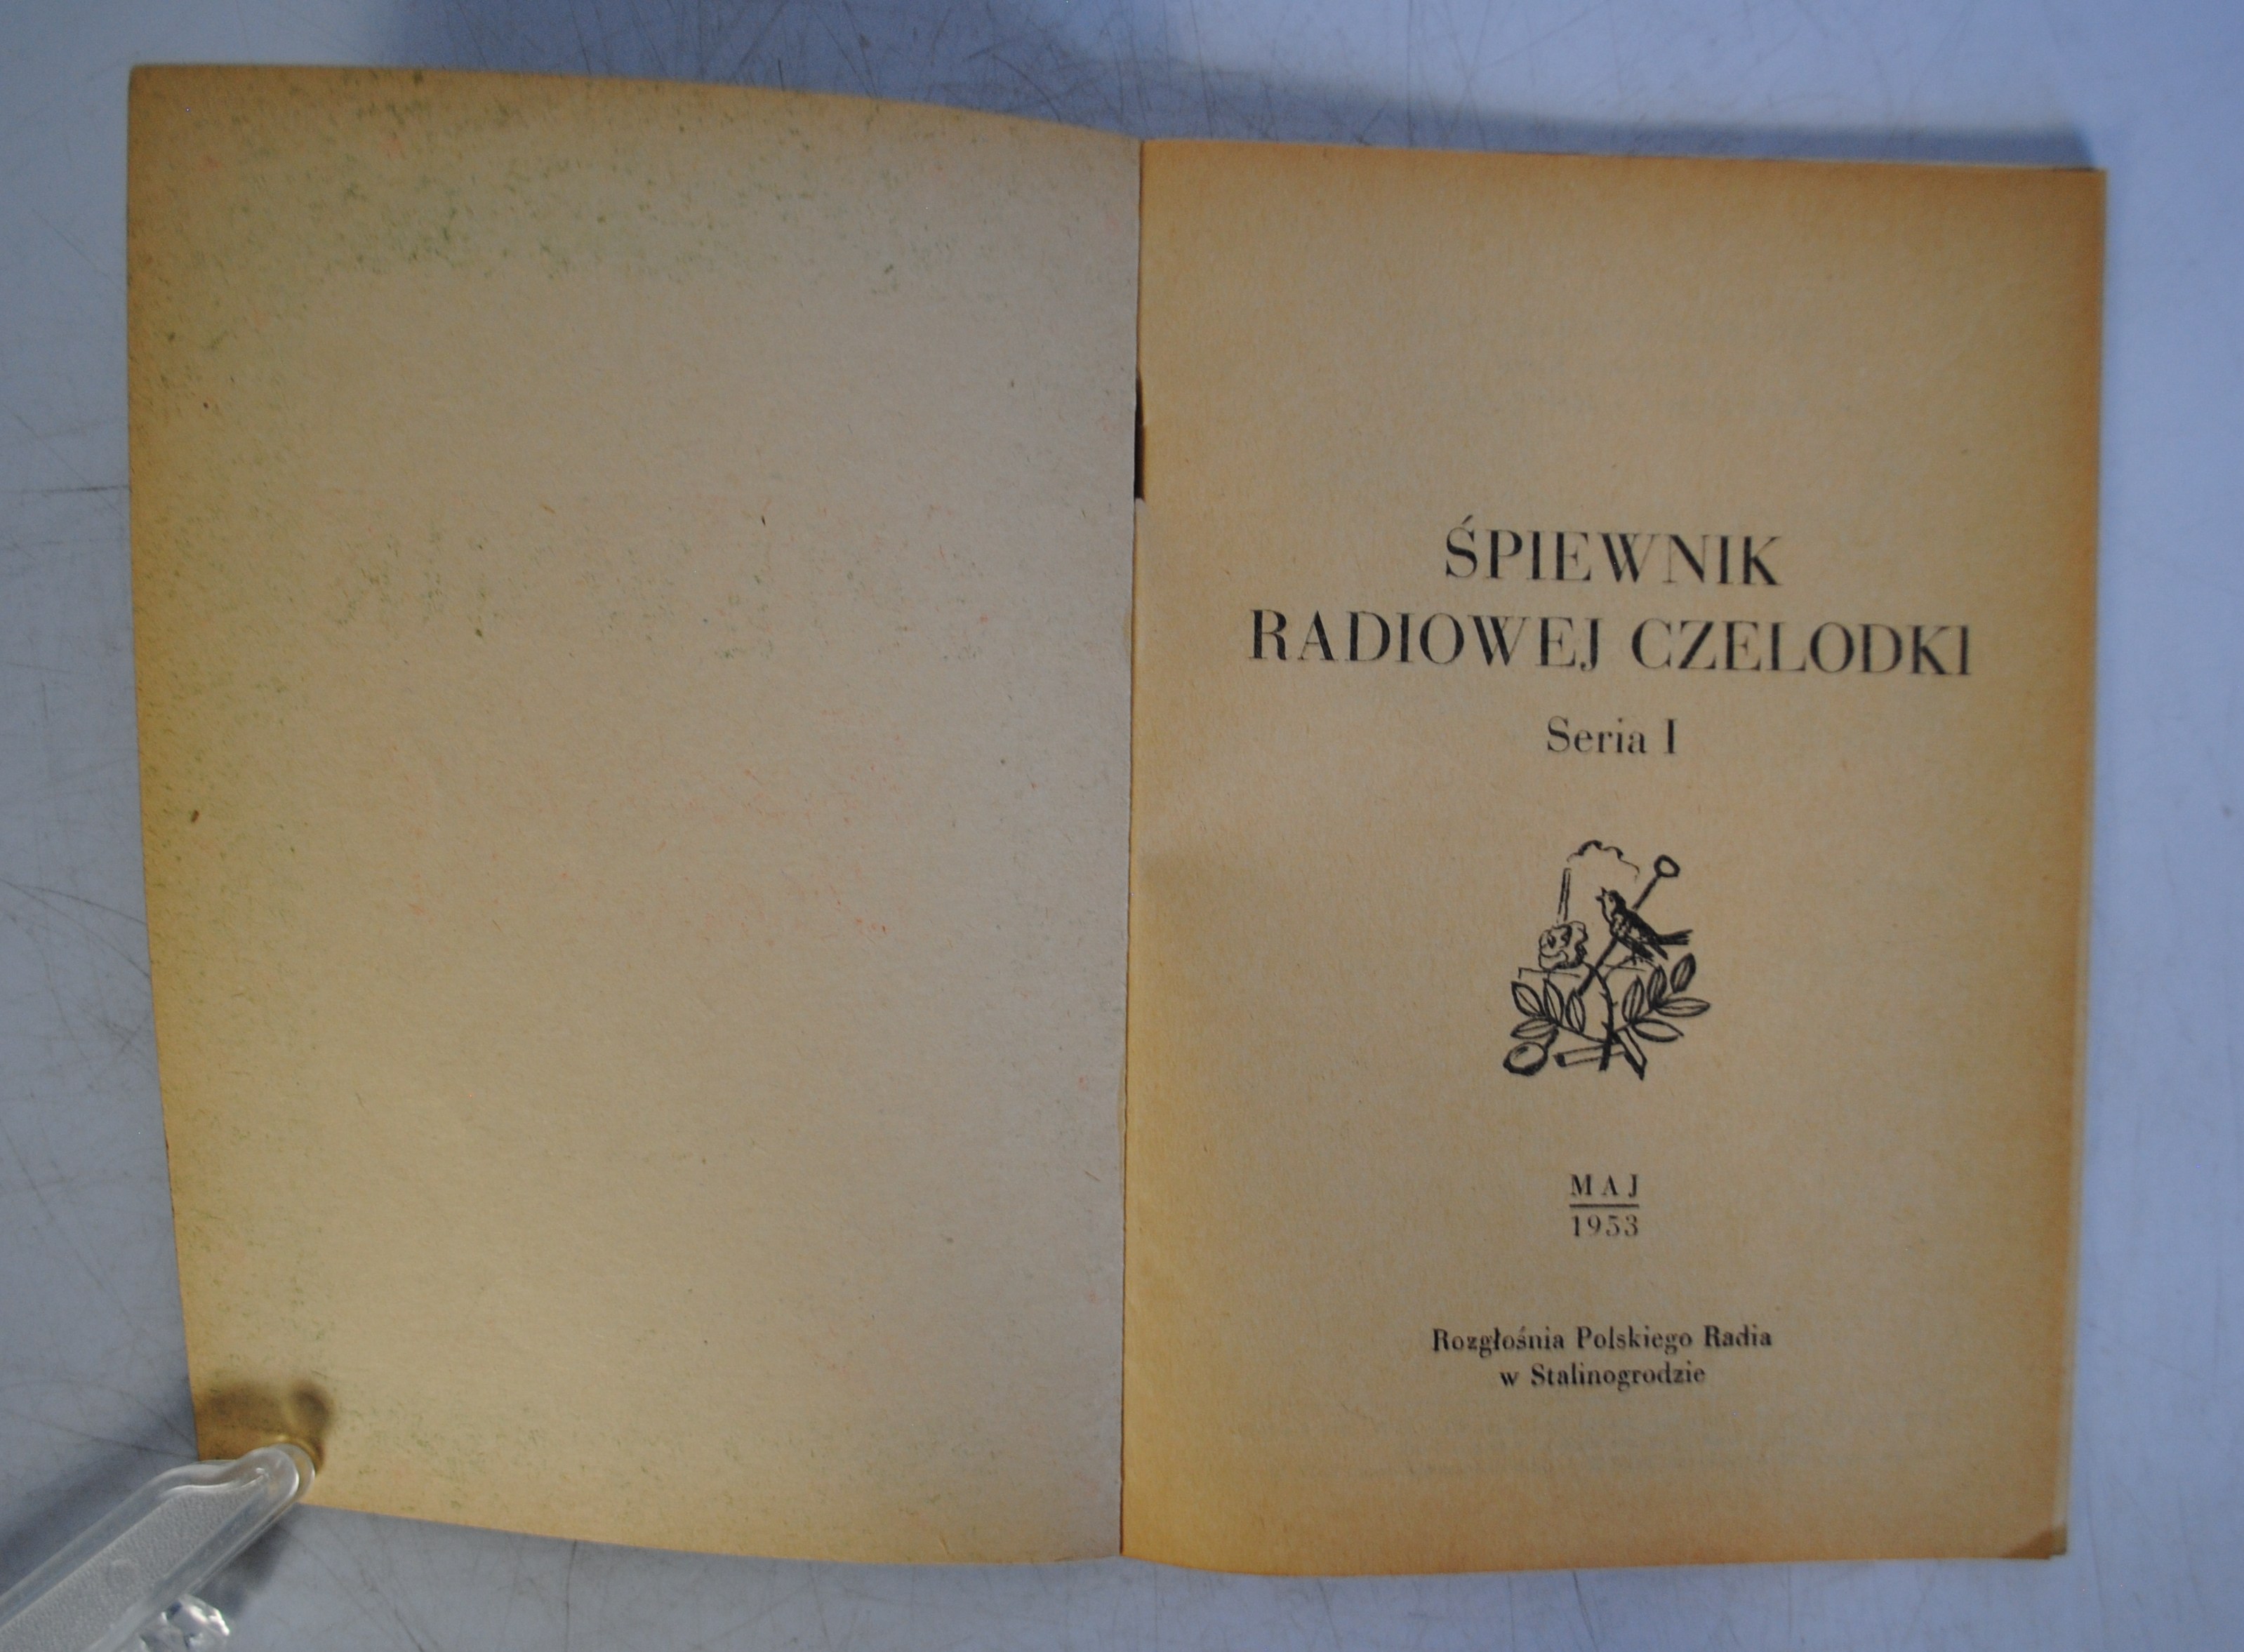 ŚPIEWNIK
RADIOWEJ CZELODKI
Seria I
MAJ
1953
Rozgłośnia Polskiego Radia
w Stalinogrodzie